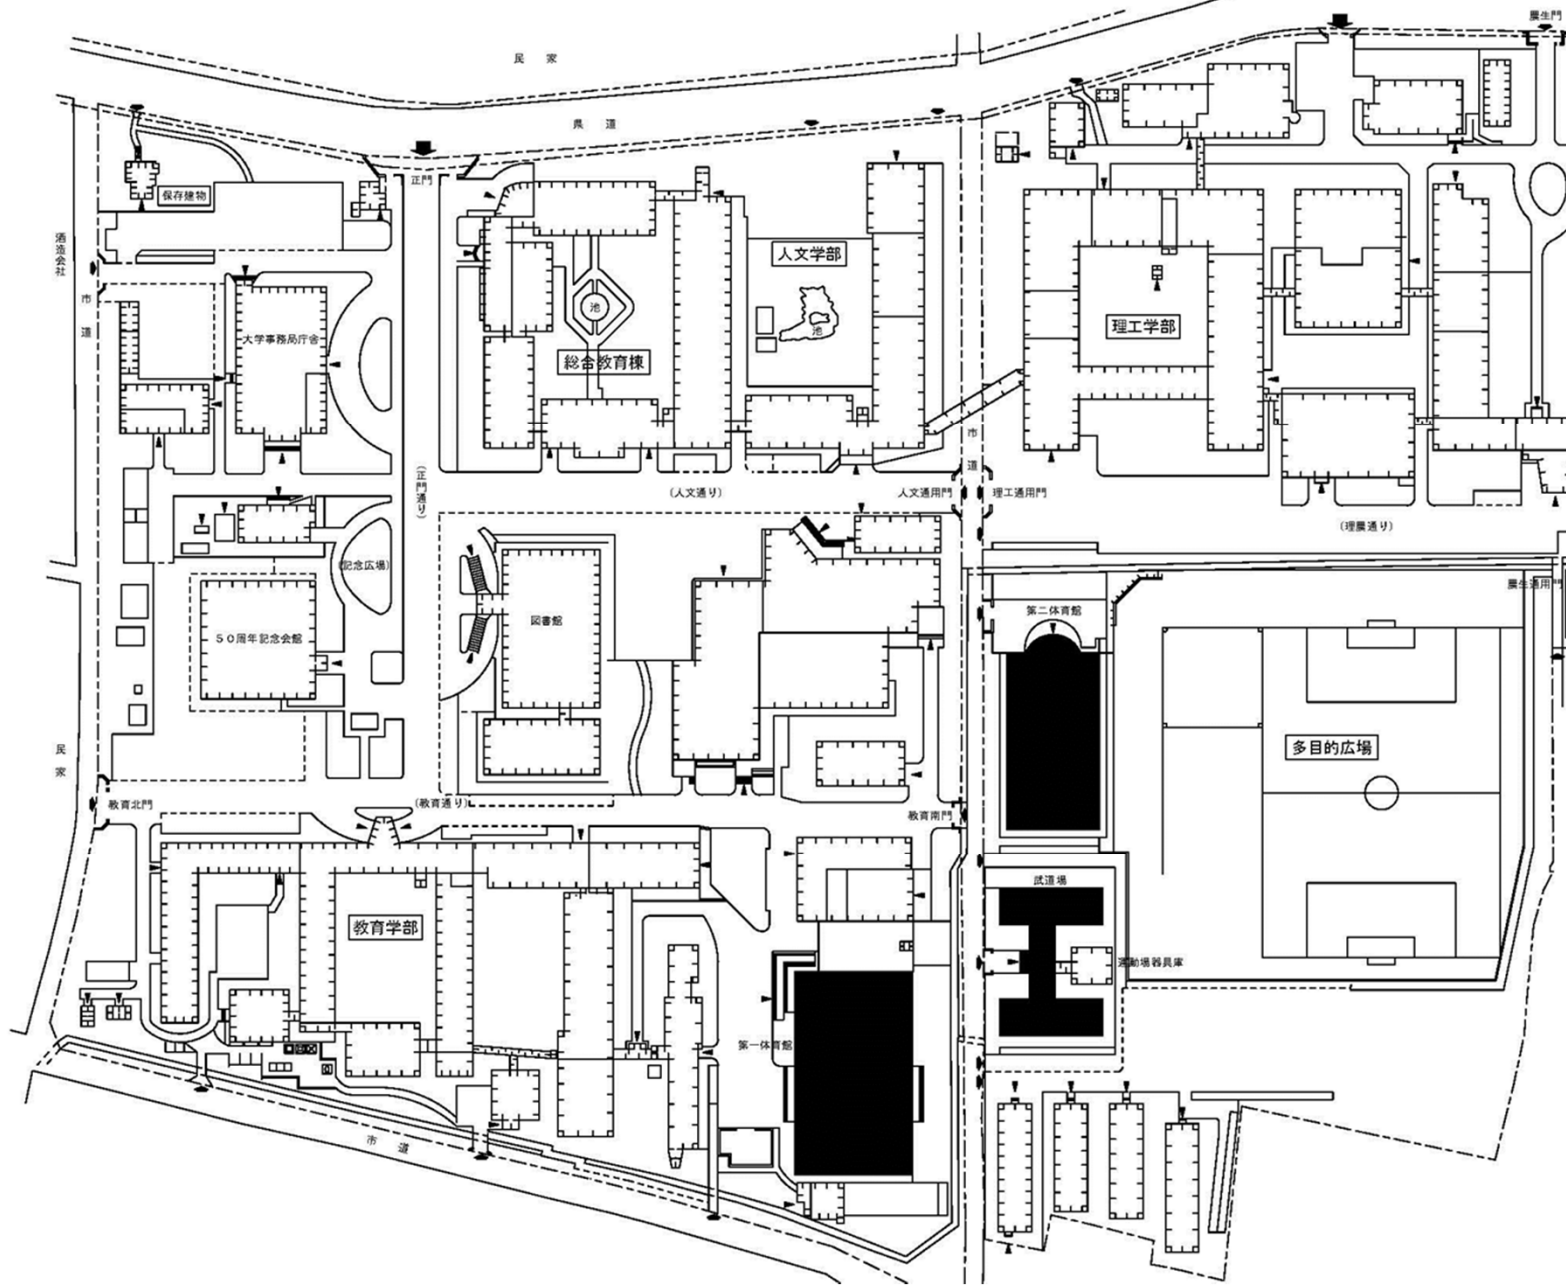 農生門
民 家
県 道
正門
保存建物
酒造会社
市 道
人文学部
池
池
総合教育棟
大学事務局庁舎
理工学部
(正門通り)
(人文通り)
人文通用門
理工通用門
市 道
(理農通り)
(記念広場)
図書館
第二体育館
農生通用門
50周年記念会館
多目的広場
民 家
教育北門
(教育通り)
教育南門
武道場
教育学部
運動場器具庫
第一体育館
市 道